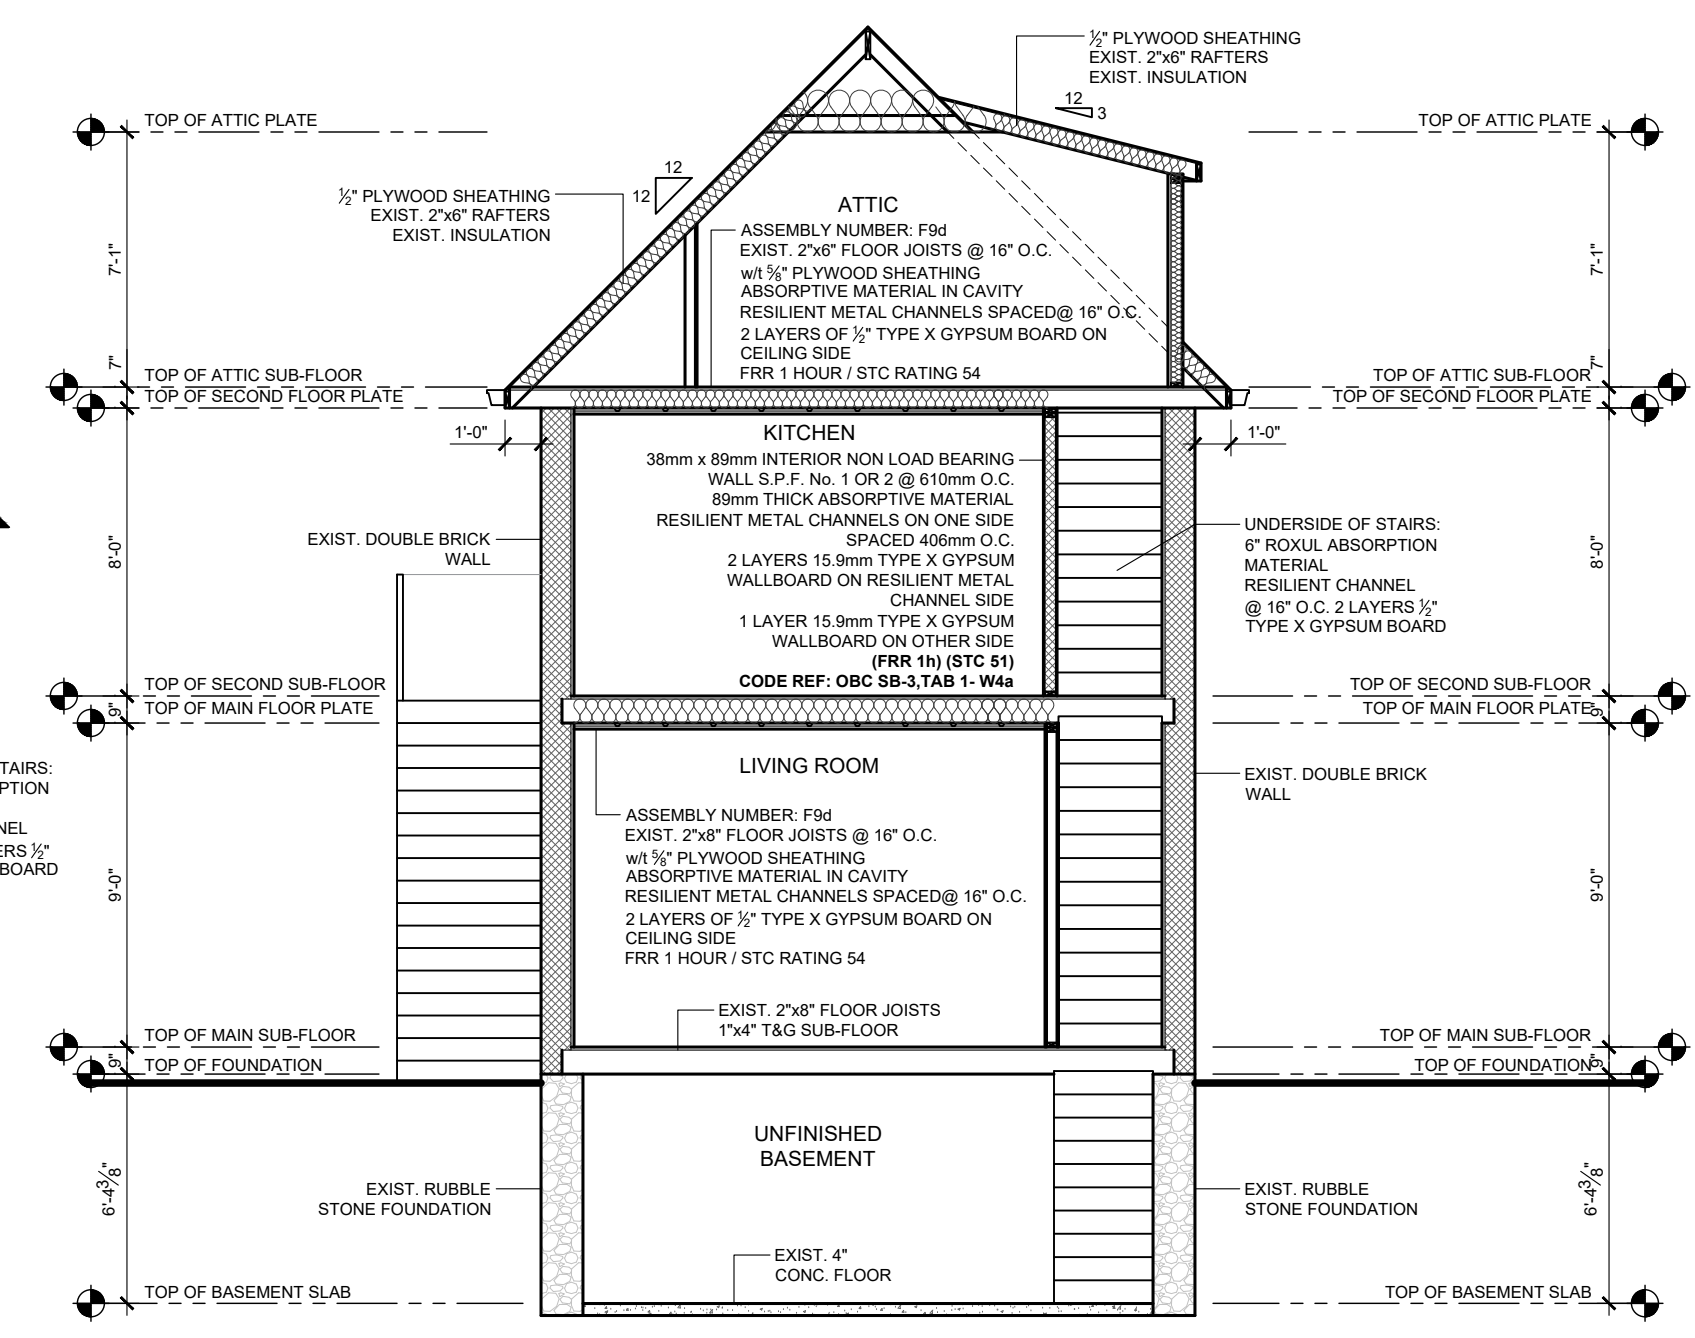 ½" PLYWOOD SHEATHING
EXIST. 2"x6" RAFTERS
EXIST. INSULATION
12
3
TOP OF ATTIC PLATE
TOP OF ATTIC PLATE
12
12
½" PLYWOOD SHEATHING
EXIST. 2"x6" RAFTERS
EXIST. INSULATION
ATTIC
ASSEMBLY NUMBER: F9d
EXIST. 2"x6" FLOOR JOISTS @ 16" O.C.
w/t ⅝" PLYWOOD SHEATHING
ABSORPTIVE MATERIAL IN CAVITY
RESILIENT METAL CHANNELS SPACED@ 16" O.C.
2 LAYERS OF ½" TYPE X GYPSUM BOARD ON
CEILING SIDE
FRR 1 HOUR / STC RATING 54
7'-1"
7'-1"
7"
7"
TOP OF ATTIC SUB-FLOOR
TOP OF SECOND FLOOR PLATE
TOP OF ATTIC SUB-FLOOR
TOP OF SECOND FLOOR PLATE
1'-0"
1'-0"
KITCHEN
38mm x 89mm INTERIOR NON LOAD BEARING
WALL S.P.F. No. 1 OR 2 @ 610mm O.C.
89mm THICK ABSORPTIVE MATERIAL
RESILIENT METAL CHANNELS ON ONE SIDE
SPACED 406mm O.C.
2 LAYERS 15.9mm TYPE X GYPSUM
WALLBOARD ON RESILIENT METAL
CHANNEL SIDE
1 LAYER 15.9mm TYPE X GYPSUM
WALLBOARD ON OTHER SIDE
(FRR 1h) (STC 51)
CODE REF: OBC SB-3,TAB 1- W4a
EXIST. DOUBLE BRICK
WALL
UNDERSIDE OF STAIRS:
6" ROXUL ABSORPTION
MATERIAL
RESILIENT CHANNEL
@ 16" O.C. 2 LAYERS ½"
TYPE X GYPSUM BOARD
8'-0"
8'-0"
TOP OF SECOND SUB-FLOOR
TOP OF MAIN FLOOR PLATE
TOP OF SECOND SUB-FLOOR
TOP OF MAIN FLOOR PLATE
9"
9"
TAIRS:
PTION
NEL
ERS ½"
BOARD
LIVING ROOM
ASSEMBLY NUMBER: F9d
EXIST. 2"x8" FLOOR JOISTS @ 16" O.C.
w/t ⅝" PLYWOOD SHEATHING
ABSORPTIVE MATERIAL IN CAVITY
RESILIENT METAL CHANNELS SPACED@ 16" O.C.
2 LAYERS OF ½" TYPE X GYPSUM BOARD ON
CEILING SIDE
FRR 1 HOUR / STC RATING 54
EXIST. DOUBLE BRICK
WALL
9'-0"
9'-0"
EXIST. 2"x8" FLOOR JOISTS
1"x4" T&G SUB-FLOOR
TOP OF MAIN SUB-FLOOR
TOP OF FOUNDATION
TOP OF MAIN SUB-FLOOR
TOP OF FOUNDATION
9"
9"
UNFINISHED
BASEMENT
EXIST. RUBBLE
STONE FOUNDATION
EXIST. RUBBLE
STONE FOUNDATION
6'-4⅜"
6'-4⅜"
EXIST. 4"
CONC. FLOOR
TOP OF BASEMENT SLAB
TOP OF BASEMENT SLAB